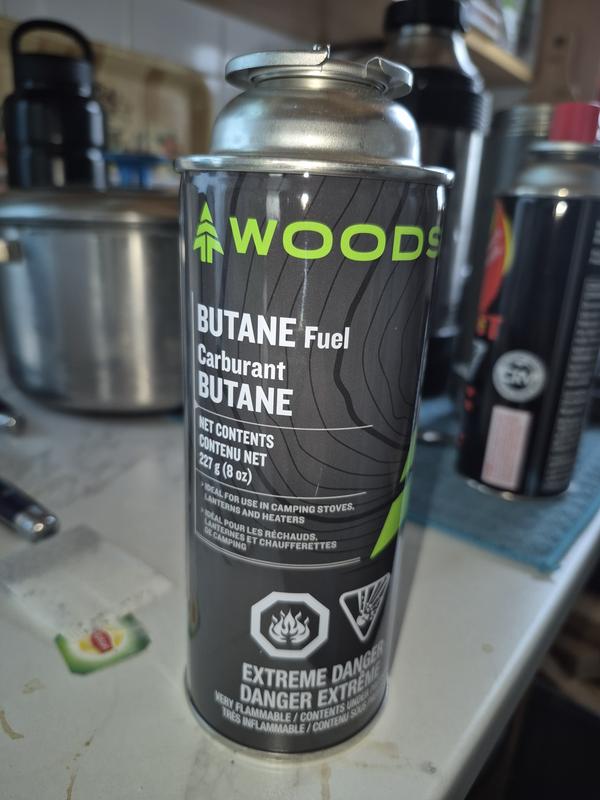 WOODS
BUTANE Fuel
Carburant
BUTANE
NET CONTENTS
CONTENU NET
227 g (8 oz)
› IDEAL FOR USE IN CAMPING STOVES,
LANTERNS AND HEATERS
› IDÉAL POUR LES RÉCHAUDS,
LANTERNES ET CHAUFFERETTES
DE CAMPING
EXTREME DANGER
DANGER EXTRÊME
VERY FLAMMABLE / CONTENTS UNDER
TRÈS INFLAMMABLE / CONTENU SOUS